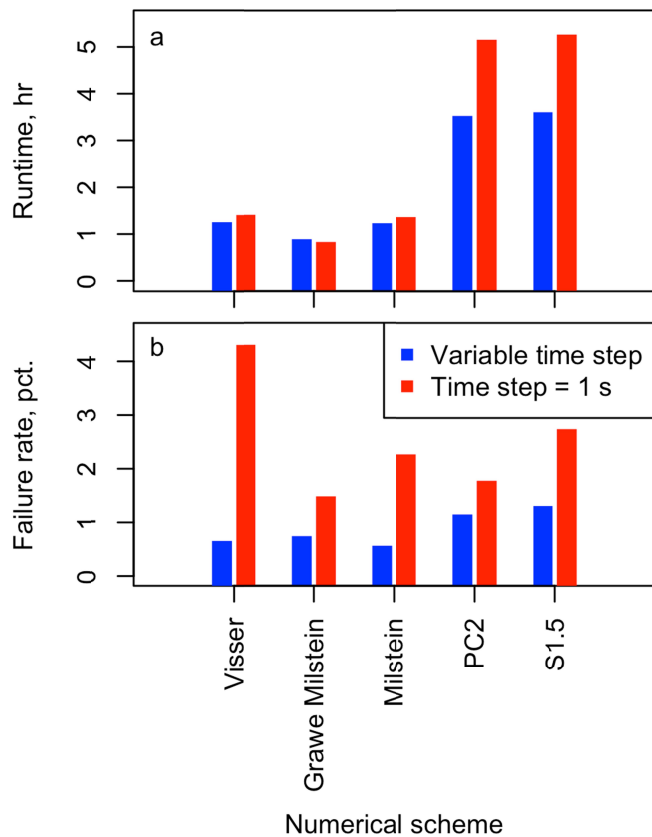 a
Runtime, hr
5
4
3
2
1
0
b
Variable time step
Time step = 1 s
Failure rate, pct.
4
3
2
1
0
Visser
Grawe Milstein
Milstein
PC2
S1.5
Numerical scheme